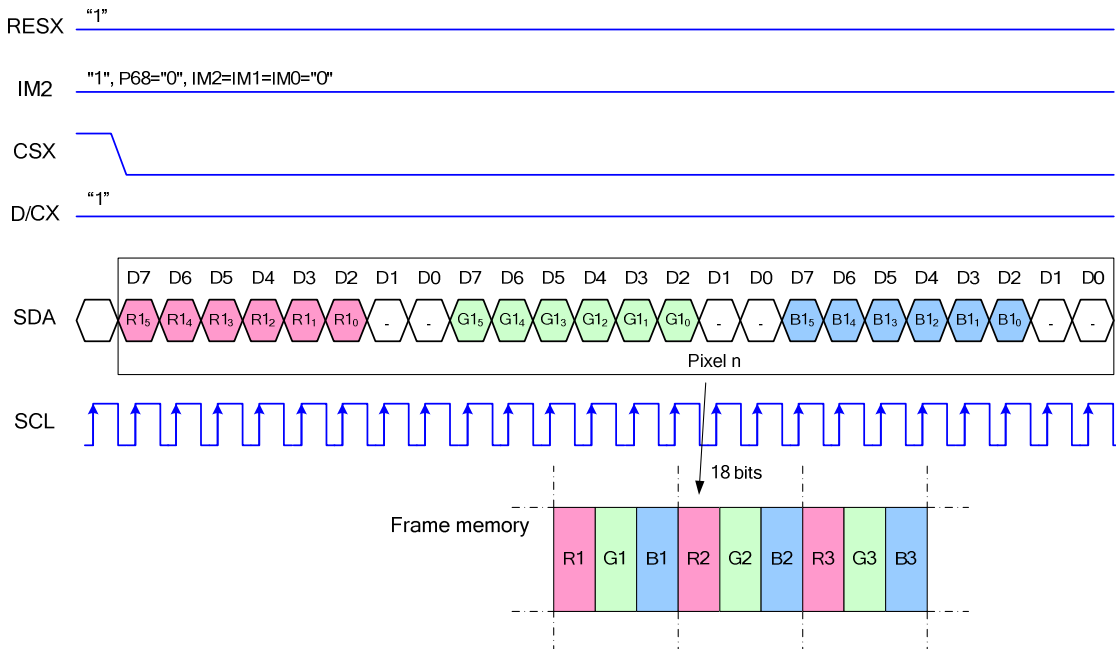 RESX “1”
IM2 "1", P68="0", IM2=IM1=IM0="0"
CSX
D/CX “1”
D7 D6 D5 D4 D3 D2 D1 D0 D7 D6 D5 D4 D3 D2 D1 D0 D7 D6 D5 D4 D3 D2 D1 D0
SDA R1₅ R1₄ R1₃ R1₂ R1₁ R1₀ - - G1₅ G1₄ G1₃ G1₂ G1₁ G1₀ - - B1₅ B1₄ B1₃ B1₂ B1₁ B1₀ - -
Pixel n
SCL
18 bits
Frame memory
R1 G1 B1 R2 G2 B2 R3 G3 B3